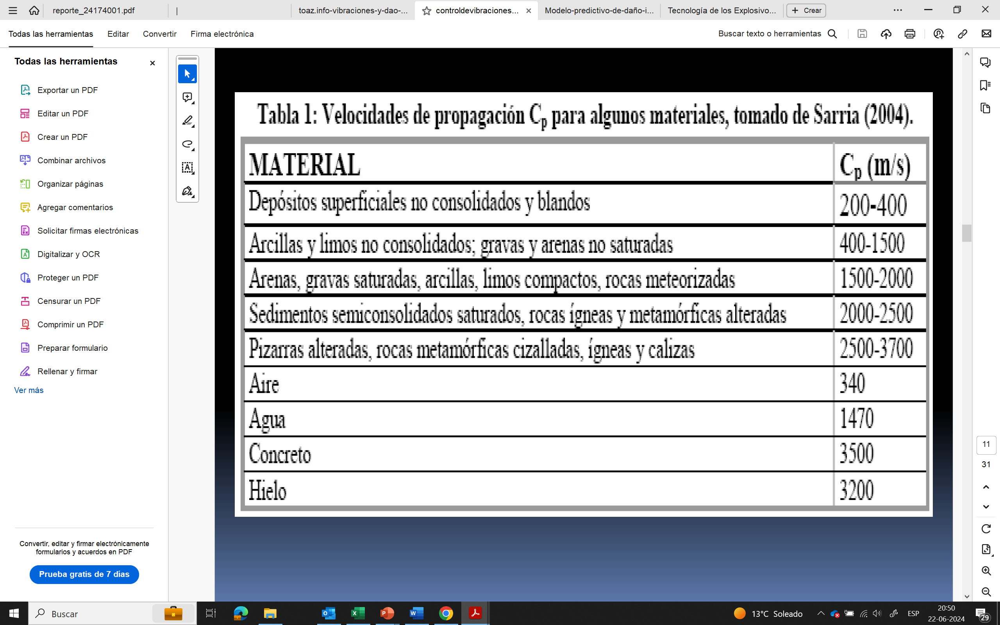 reporte_24174001.pdf
toaz.info-vibraciones-y-dao-...
controldevibraciones...
Modelo-predictivo-de-daño-i...
Tecnología de los Explosivo...
Crear
Todas las herramientas
Editar
Convertir
Firma electrónica
Buscar texto o herramientas
Todas las herramientas
Exportar un PDF
Editar un PDF
Crear un PDF
Combinar archivos
Organizar páginas
Agregar comentarios
Solicitar firmas electrónicas
Digitalizar y OCR
Proteger un PDF
Censurar un PDF
Comprimir un PDF
Preparar formulario
Rellenar y firmar
Ver más
Convertir, editar y firmar electrónicamente
formularios y acuerdos en PDF
Prueba gratis de 7 días
Tabla 1: Velocidades de propagación Cp para algunos materiales, tomado de Sarria (2004).
MATERIAL Cp (m/s)
Depósitos superficiales no consolidados y blandos 200-400
Arcillas y limos no consolidados; gravas y arenas no saturadas 400-1500
Arenas, gravas saturadas, arcillas, limos compactos, rocas meteorizadas 1500-2000
Sedimentos semiconsolidados saturados, rocas ígneas y metamórficas alteradas 2000-2500
Pizarras alteradas, rocas metamórficas cizalladas, ígneas y calizas 2500-3700
Aire 340
Agua 1470
Concreto 3500
Hielo 3200
11
31
Buscar
13°C Soleado
ESP
20:50
22-06-2024
29